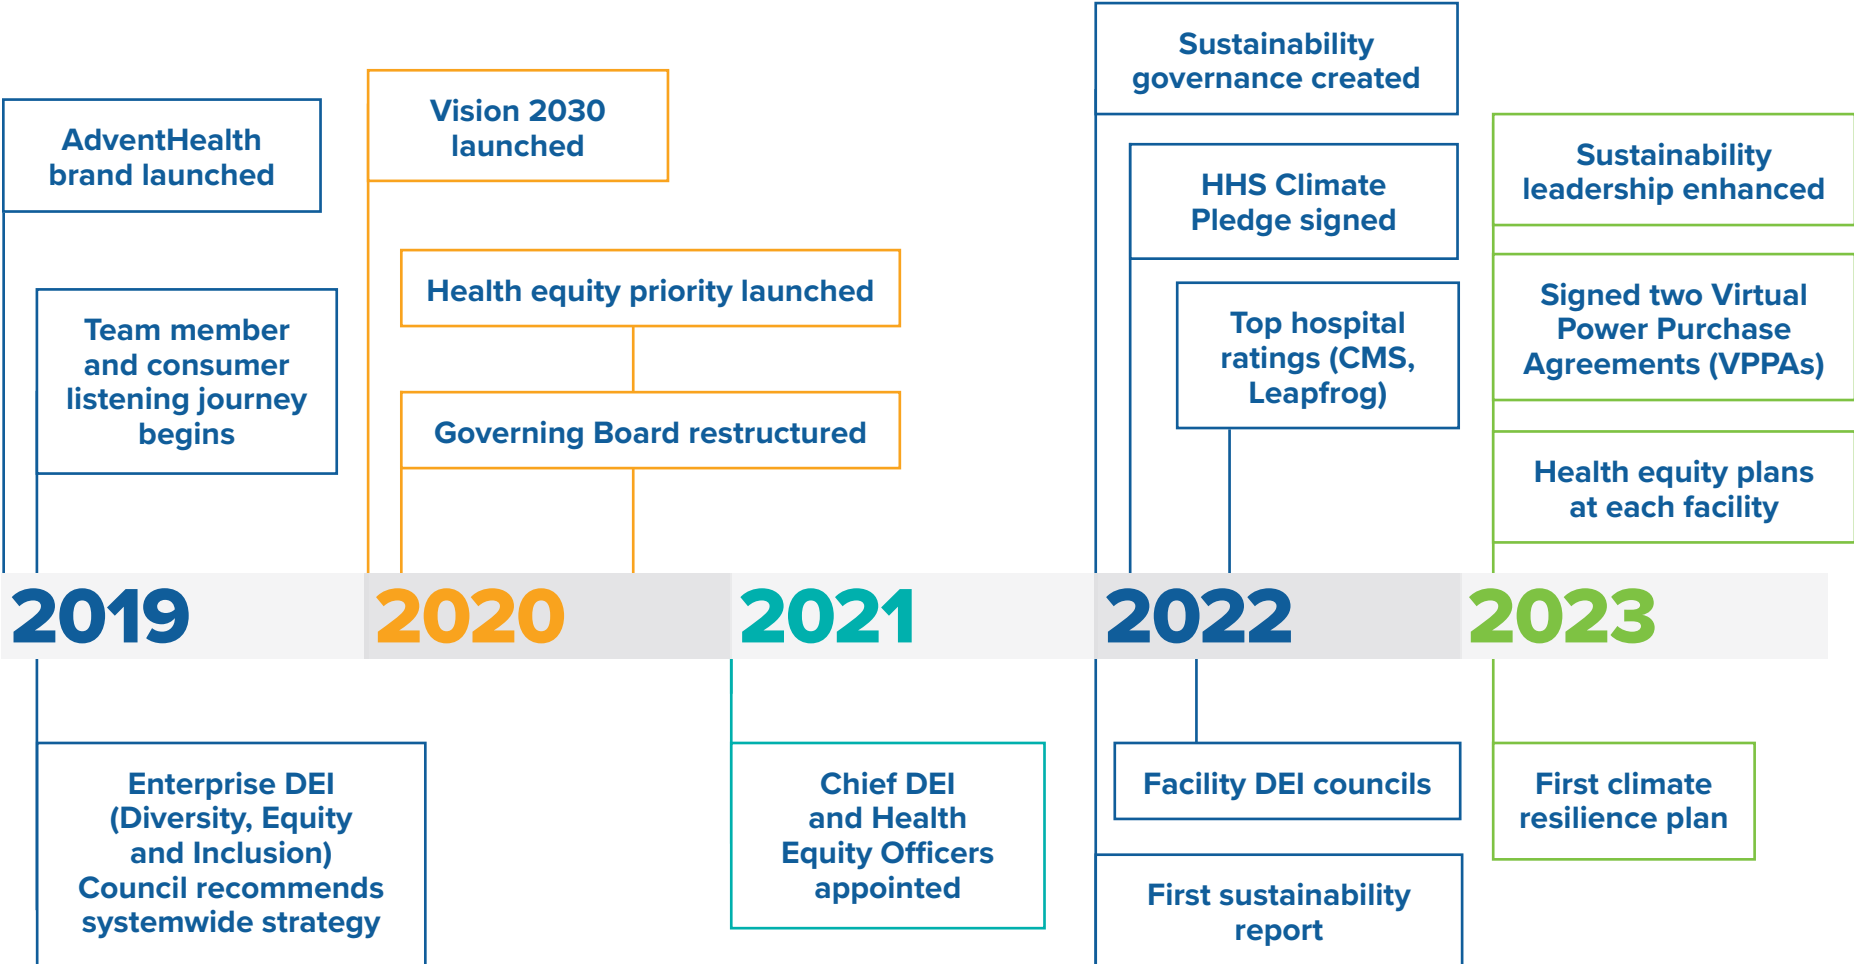 AdventHealth
brand launched
Team member
and consumer
listening journey
begins
Vision 2030
launched
Health equity priority launched
Governing Board restructured
Sustainability
governance created
HHS Climate
Pledge signed
Top hospital
ratings (CMS,
Leapfrog)
Sustainability
leadership enhanced
Signed two Virtual
Power Purchase
Agreements (VPPAs)
Health equity plans
at each facility
2019
2020
2021
2022
2023
Enterprise DEI
(Diversity, Equity
and Inclusion)
Council recommends
systemwide strategy
Chief DEI
and Health
Equity Officers
appointed
Facility DEI councils
First sustainability
report
First climate
resilience plan